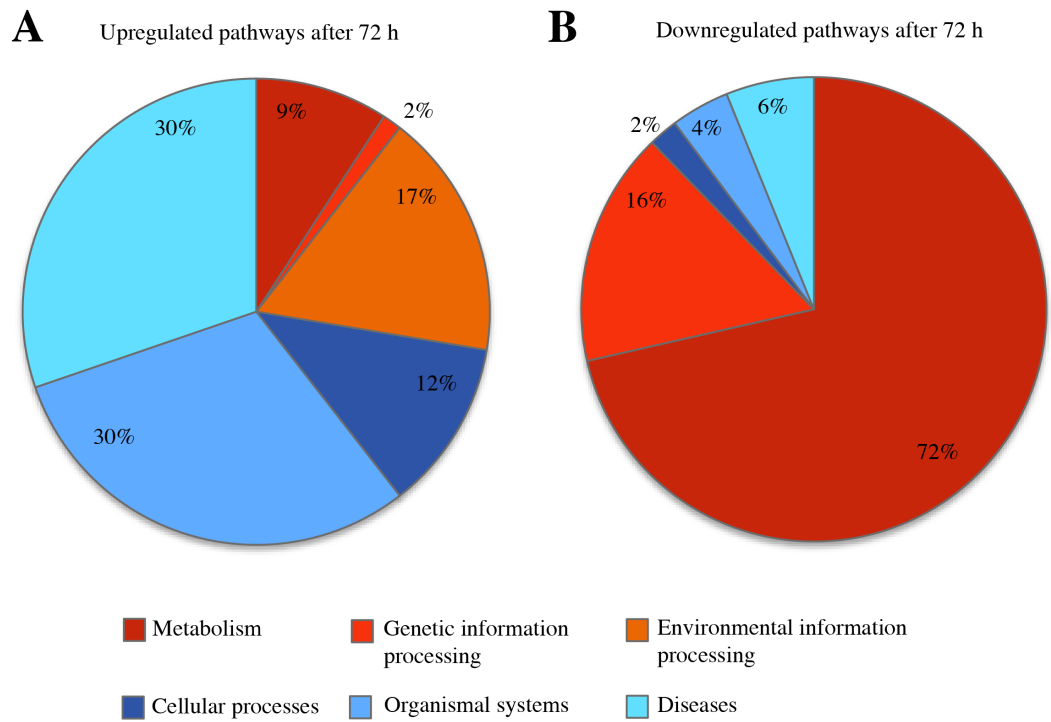 A
Upregulated pathways after 72 h
9%
2%
30%
17%
12%
30%
B
Downregulated pathways after 72 h
6%
4%
2%
16%
72%
Metabolism
Genetic information
processing
Environmental information
processing
Cellular processes
Organismal systems
Diseases